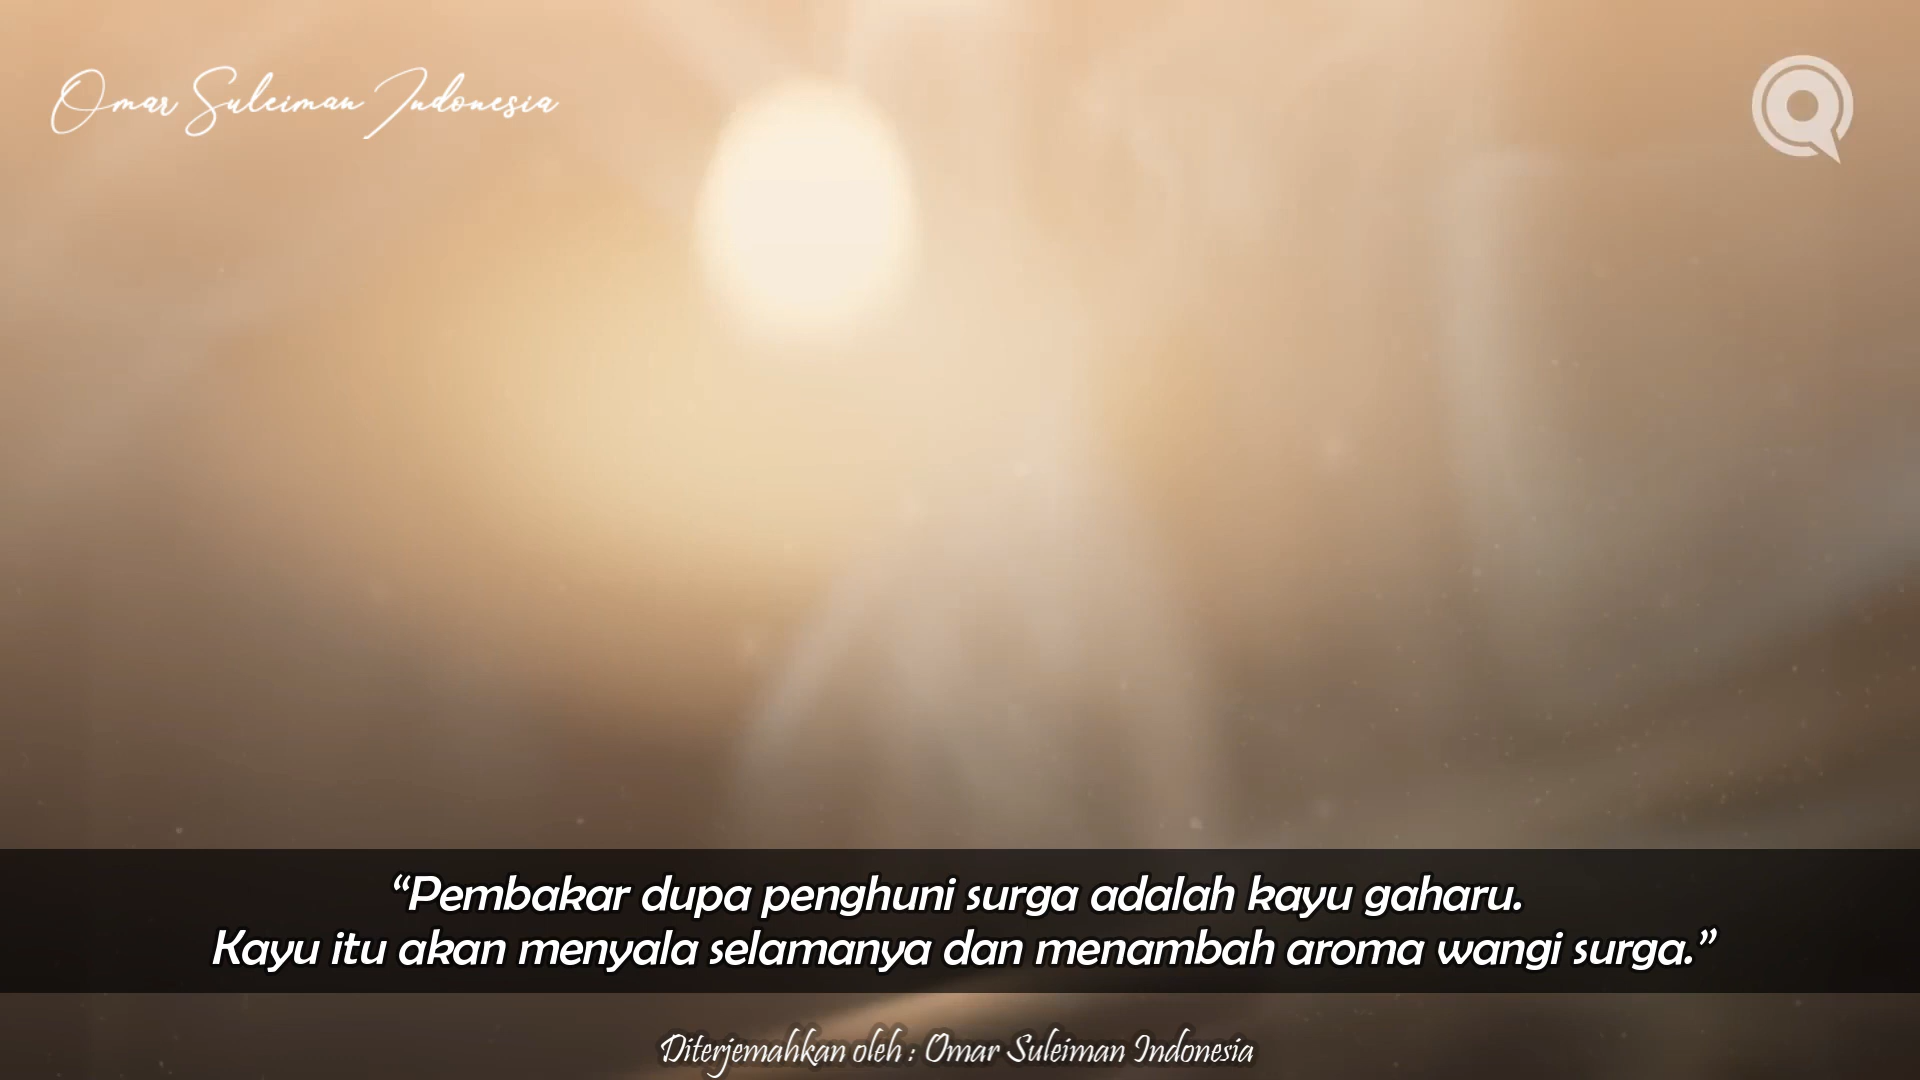 Omar Suleiman Indonesia
“Pembakar dupa penghuni surga adalah kayu gaharu.
Kayu itu akan menyala selamanya dan menambah aroma wangi surga.”
Diterjemahkan oleh : Omar Suleiman Indonesia